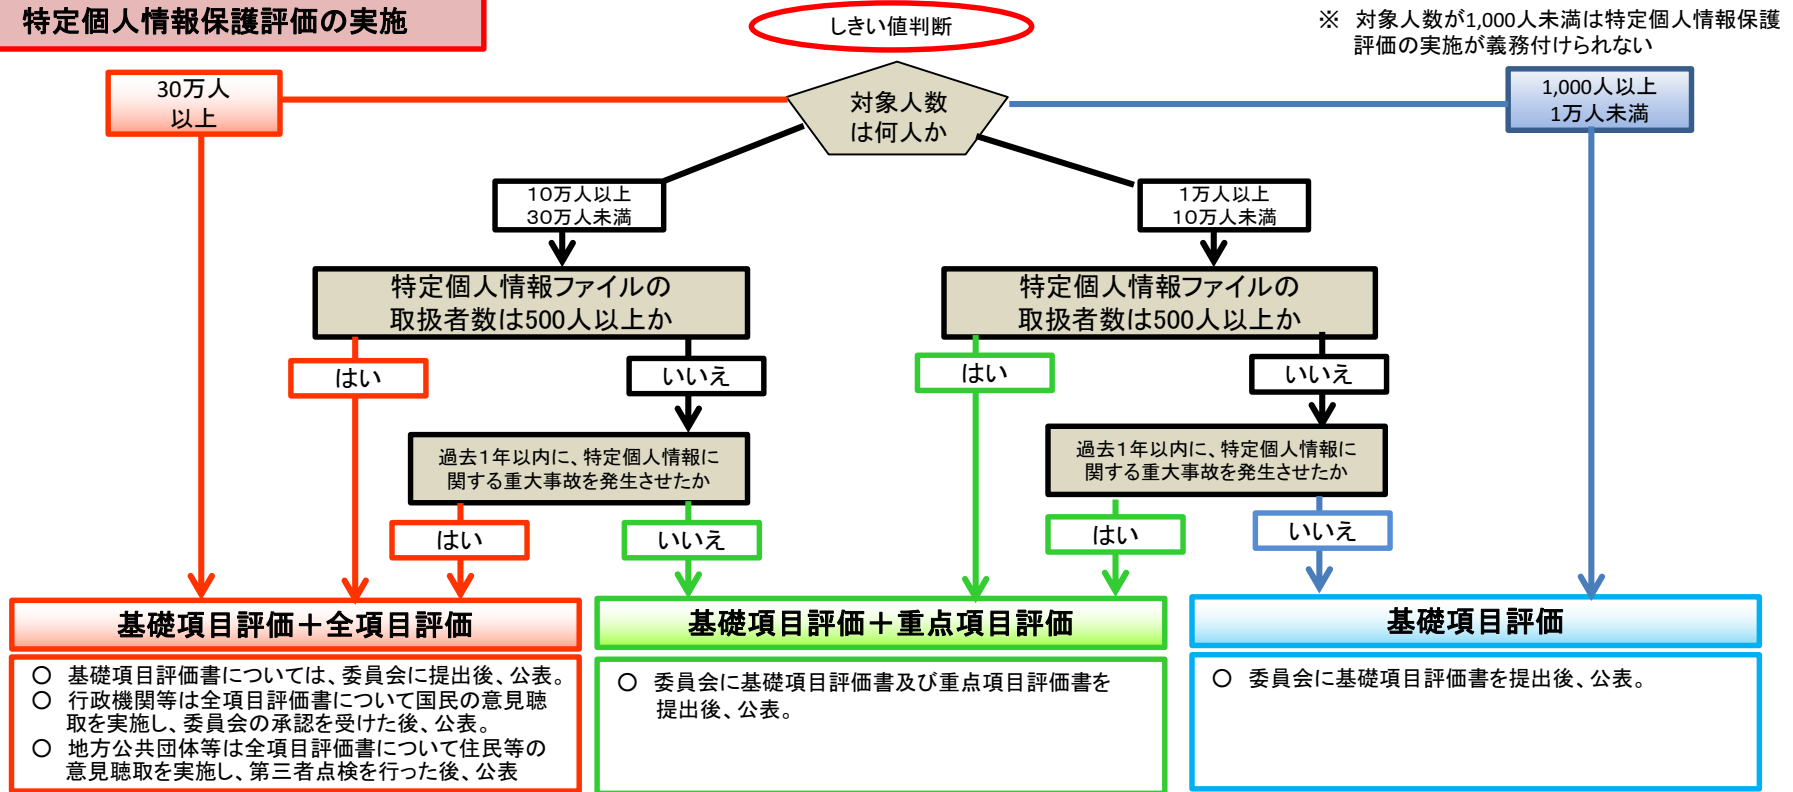 特定個人情報保護評価の実施
しきい値判断
※ 対象人数が1,000人未満は特定個人情報保護
評価の実施が義務付けられない
30万人
以上
対象人数
は何人か
1,000人以上
1万人未満
10万人以上
30万人未満
1万人以上
10万人未満
特定個人情報ファイルの
取扱者数は500人以上か
特定個人情報ファイルの
取扱者数は500人以上か
はい
いいえ
はい
いいえ
過去1年以内に、特定個人情報に
関する重大事故を発生させたか
過去1年以内に、特定個人情報に
関する重大事故を発生させたか
はい
いいえ
はい
いいえ
基礎項目評価+全項目評価
基礎項目評価+重点項目評価
基礎項目評価
○ 基礎項目評価書については、委員会に提出後、公表。
○ 行政機関等は全項目評価書について国民の意見聴
取を実施し、委員会の承認を受けた後、公表。
○ 地方公共団体等は全項目評価書について住民等の
意見聴取を実施し、第三者点検を行った後、公表
○ 委員会に基礎項目評価書及び重点項目評価書を
提出後、公表。
○ 委員会に基礎項目評価書を提出後、公表。